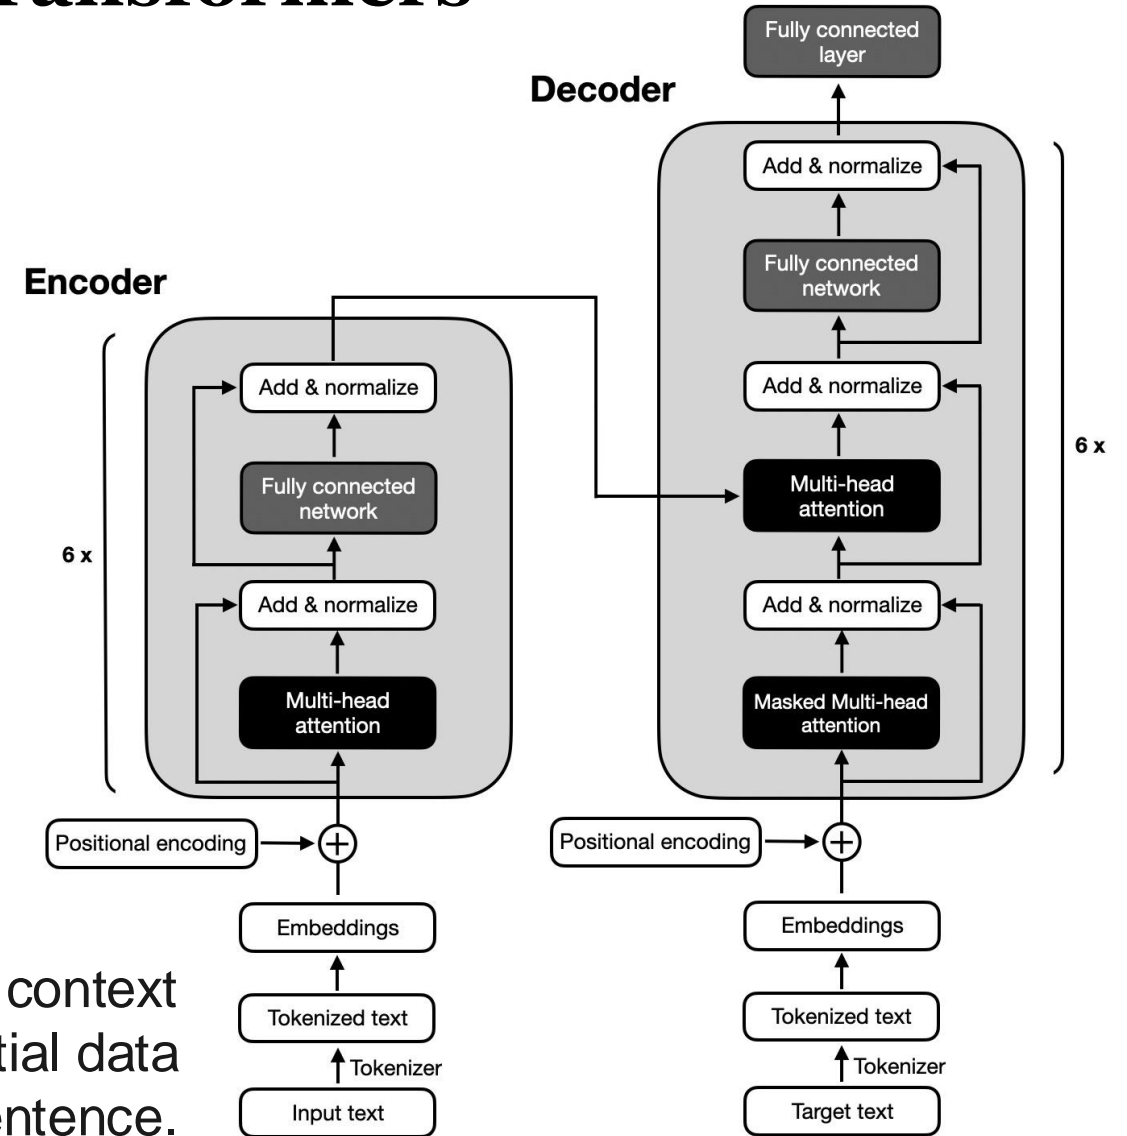 Fully connected
layer
Decoder
Add & normalize
Fully connected
network
Add & normalize
6 x
Multi-head
attention
Add & normalize
Masked Multi-head
attention
Positional encoding
+
Embeddings
Tokenized text
Tokenizer
Target text
Encoder
Add & normalize
Fully connected
network
6 x
Add & normalize
Multi-head
attention
Positional encoding
+
Embeddings
Tokenized text
Tokenizer
Input text
context
data